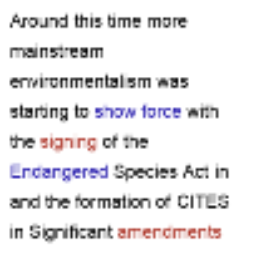 Around this time more
mainstream
environmentalism was
starting to show force with
the signing of the
Endangered Species Act in
and the formation of CITES
in Significant amendments